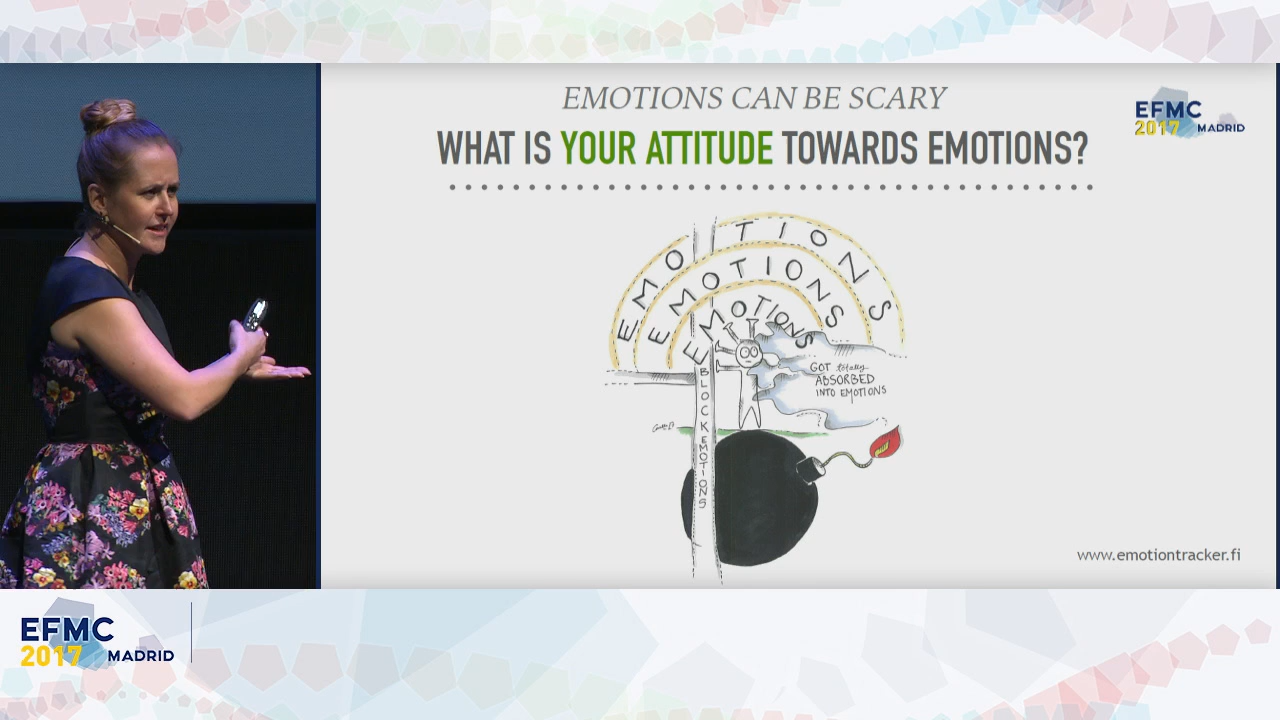 EMOTIONS CAN BE SCARY
WHAT IS YOUR ATTITUDE TOWARDS EMOTIONS?
EFMC
2017 MADRID
EMOTIONS
EMOTIONS
EMOTIONS
GOT totally
ABSORBED
INTO EMOTIONS
BLOCK EMOTIONS
www.emotiontracker.fi
EFMC
2017 MADRID